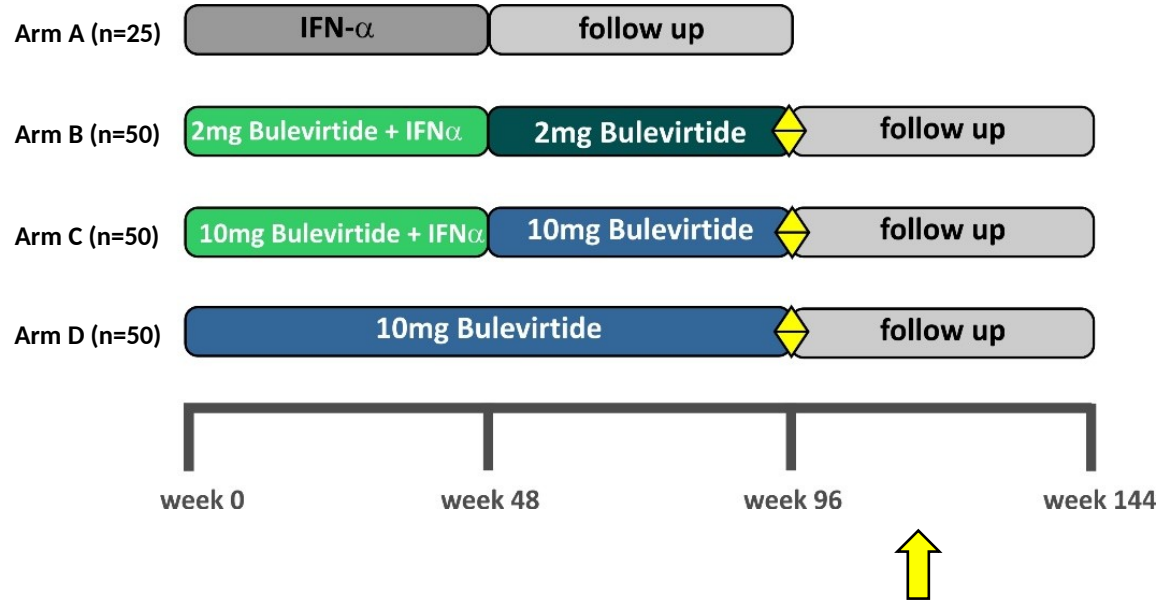 Arm A (n=25)
IFN-α
follow up
Arm B (n=50)
2mg Bulevirtide + IFNα
2mg Bulevirtide
follow up
Arm C (n=50)
10mg Bulevirtide + IFNα
10mg Bulevirtide
follow up
Arm D (n=50)
10mg Bulevirtide
follow up
week 0
week 48
week 96
week 144